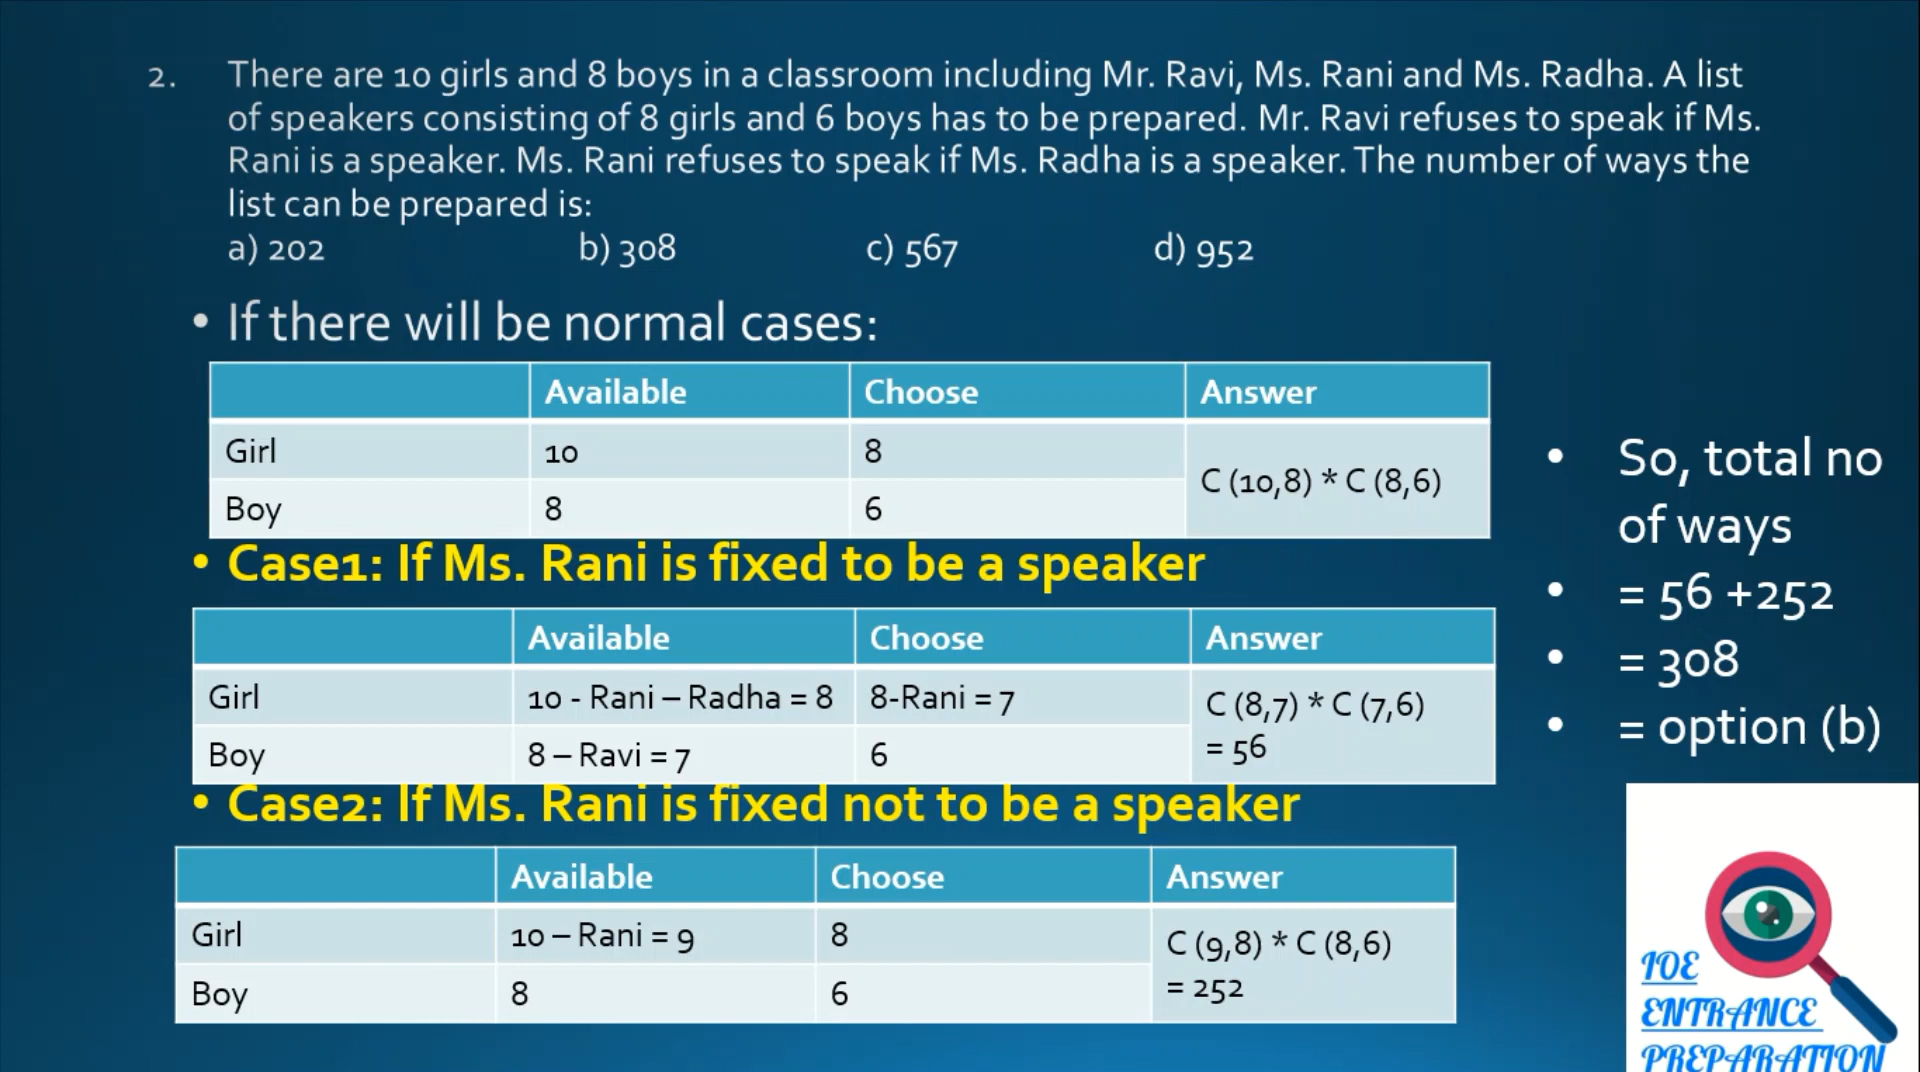 2. There are 10 girls and 8 boys in a classroom including Mr. Ravi, Ms. Rani and Ms. Radha. A list
of speakers consisting of 8 girls and 6 boys has to be prepared. Mr. Ravi refuses to speak if Ms.
Rani is a speaker. Ms. Rani refuses to speak if Ms. Radha is a speaker. The number of ways the
list can be prepared is:
a) 202 b) 308 c) 567 d) 952
• If there will be normal cases:
Available Choose Answer
Girl 10 8
C (10,8) * C (8,6)
Boy 8 6
• Case1: If Ms. Rani is fixed to be a speaker
Available Choose Answer
Girl 10 - Rani – Radha = 8 8-Rani = 7 C (8,7) * C (7,6)
Boy 8 – Ravi = 7 6 = 56
• Case2: If Ms. Rani is fixed not to be a speaker
Available Choose Answer
Girl 10 – Rani = 9 8 C (9,8) * C (8,6)
Boy 8 6 = 252
• So, total no
of ways
• = 56 +252
• = 308
• = option (b)
IOE
ENTRANCE
PREPARATION